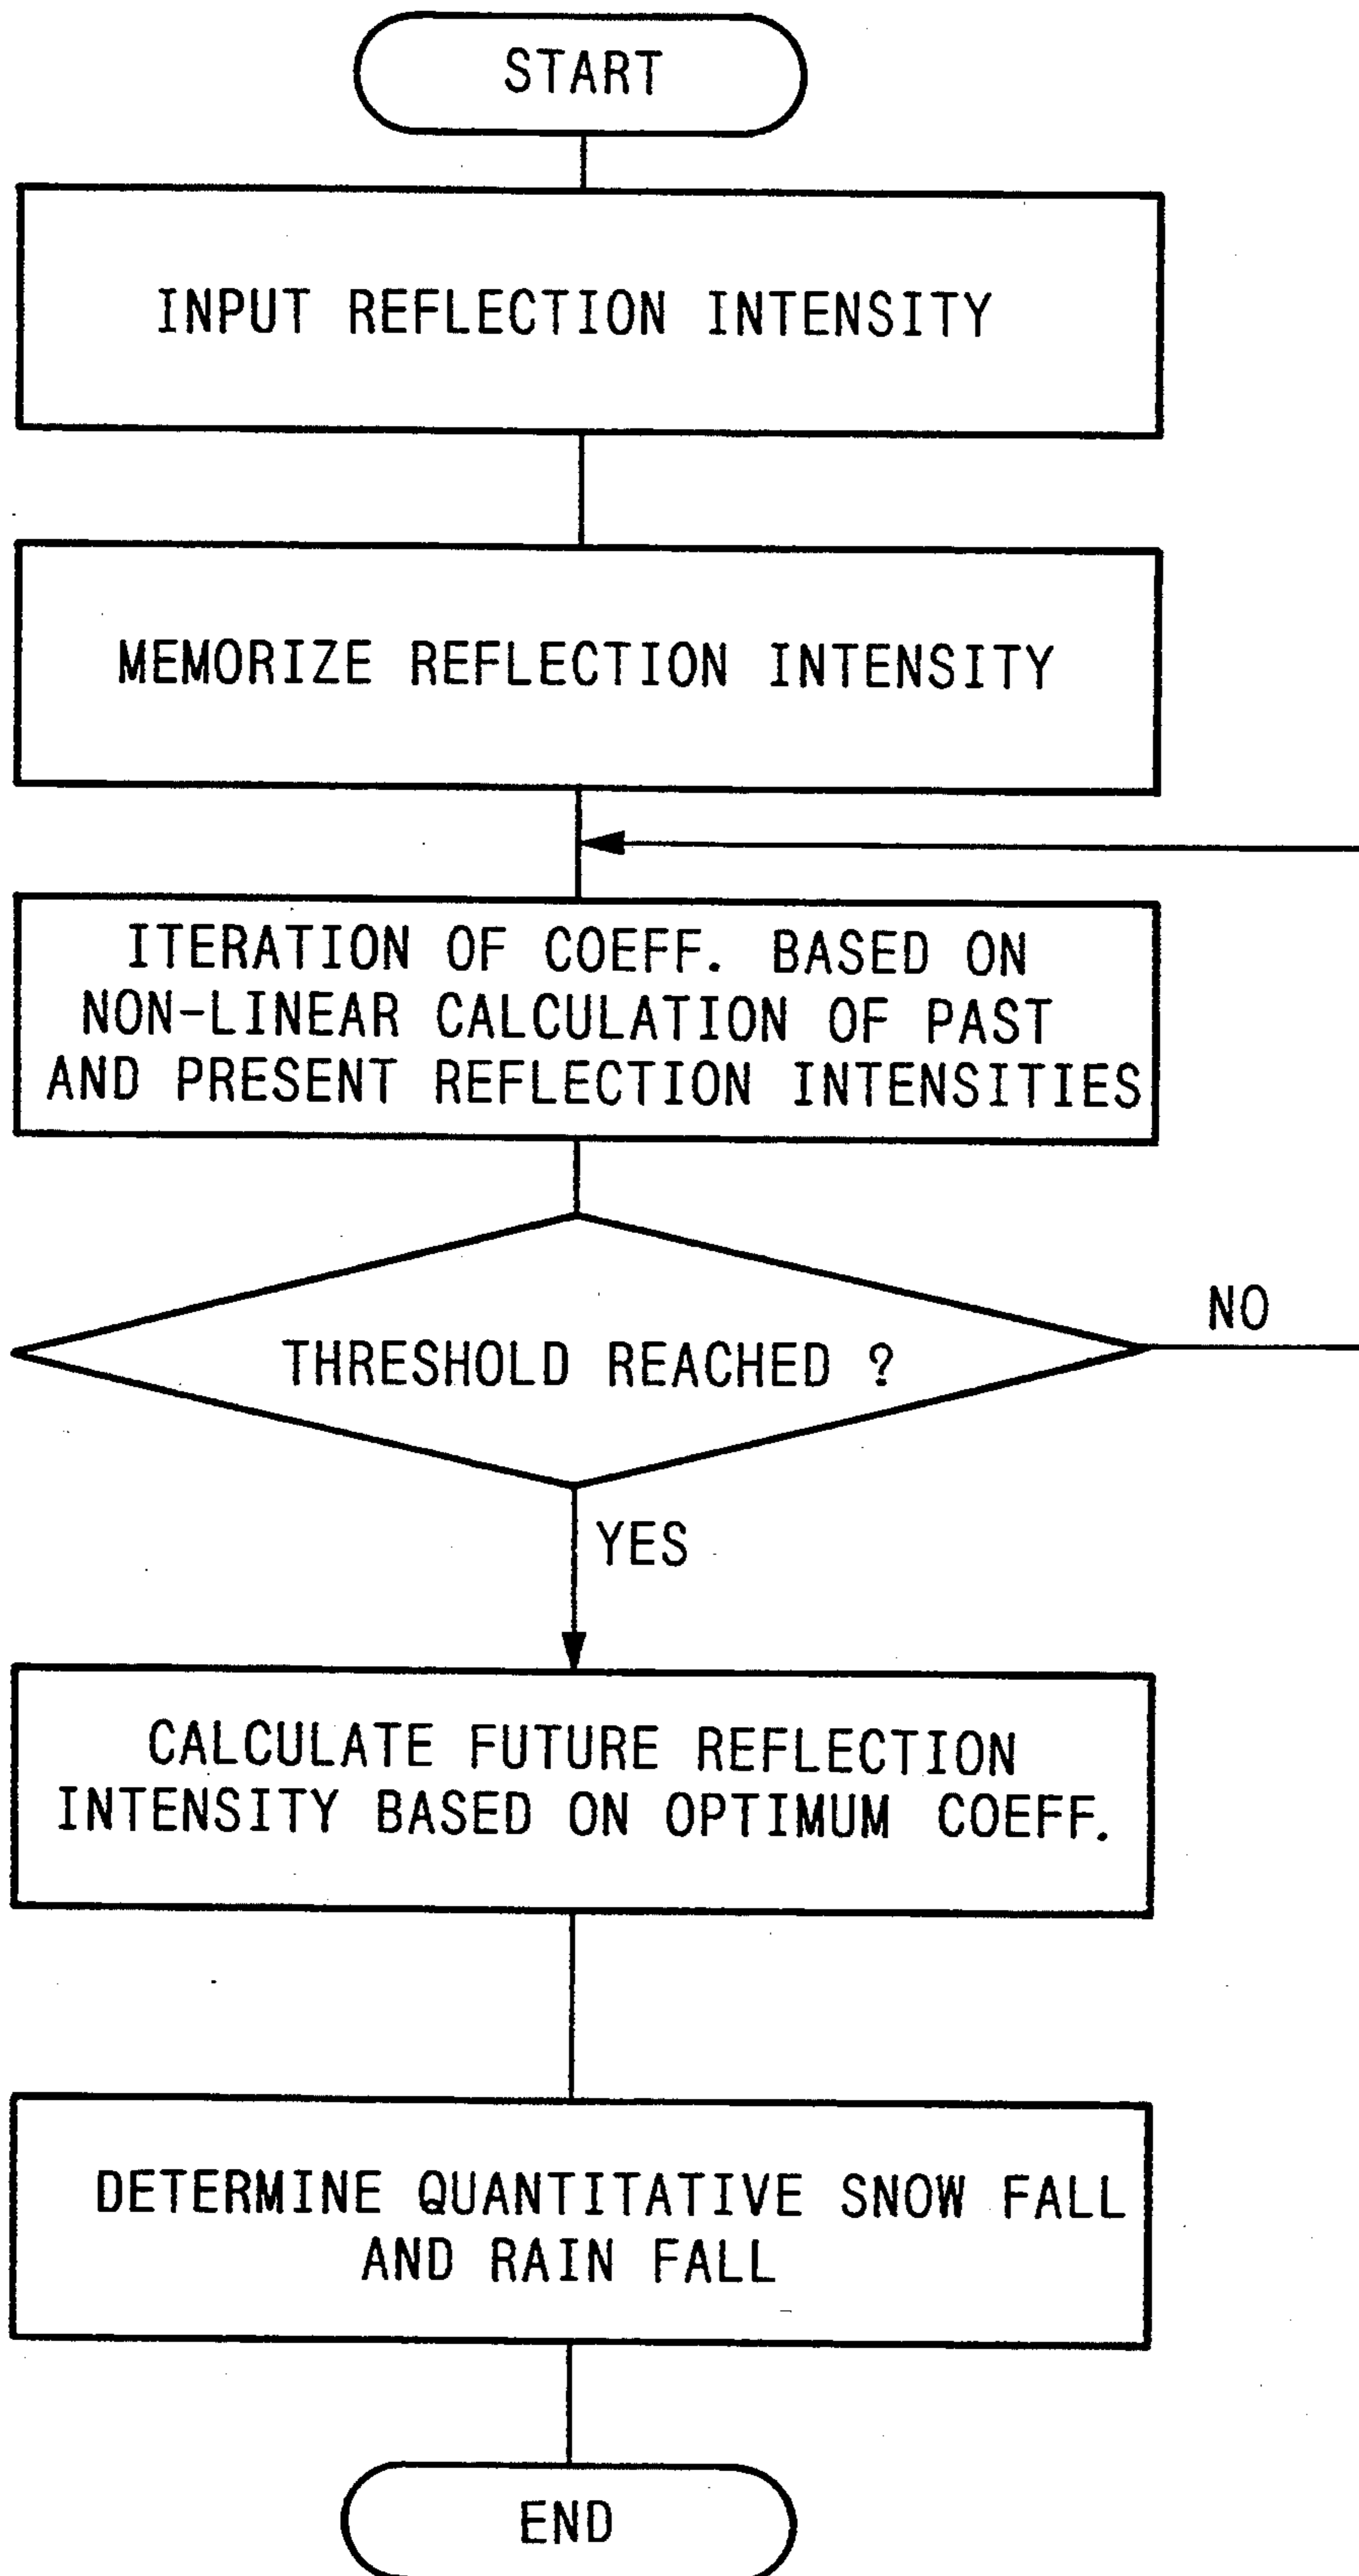 START
INPUT REFLECTION INTENSITY
MEMORIZE REFLECTION INTENSITY
ITERATION OF COEFF. BASED ON
NON-LINEAR CALCULATION OF PAST
AND PRESENT REFLECTION INTENSITIES
THRESHOLD REACHED ?
NO
YES
CALCULATE FUTURE REFLECTION
INTENSITY BASED ON OPTIMUM COEFF.
DETERMINE QUANTITATIVE SNOW FALL
AND RAIN FALL
END